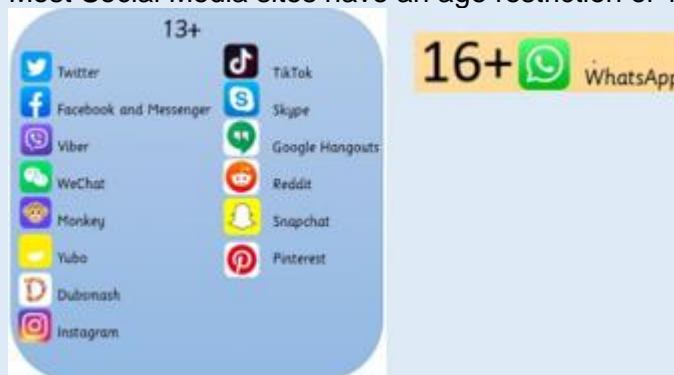 Most Social Media sites have an age restriction of
13+
Twitter
Facebook and Messenger
Viber
WeChat
Monkey
Yubo
Dubsmash
Instagram
TikTok
Skype
Google Hangouts
Reddit
Snapchat
Pinterest
16+
WhatsApp